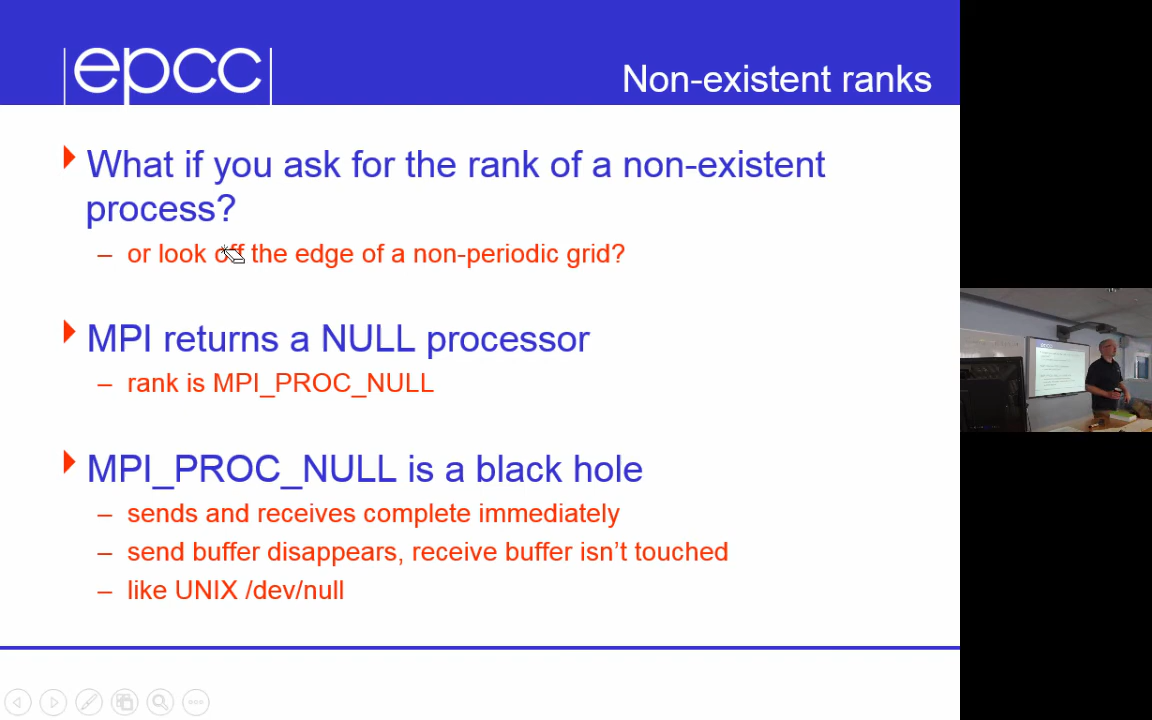 |epcc|
Non-existent ranks
What if you ask for the rank of a non-existent
process?
– or look off the edge of a non-periodic grid?
MPI returns a NULL processor
– rank is MPI_PROC_NULL
MPI_PROC_NULL is a black hole
– sends and receives complete immediately
– send buffer disappears, receive buffer isn't touched
– like UNIX /dev/null
epcc